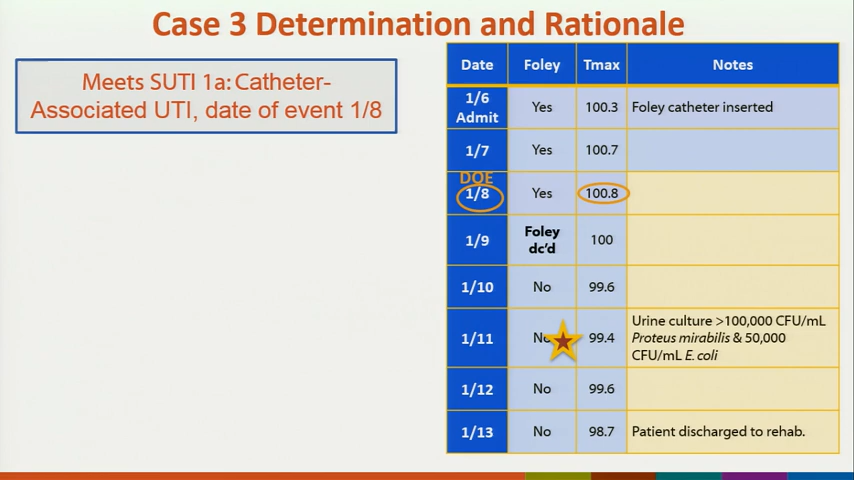 Case 3 Determination and Rationale
Meets SUTI 1a: Catheter-
Associated UTI, date of event 1/8
Date Foley Tmax Notes
1/6 Admit Yes 100.3 Foley catheter inserted
1/7 Yes 100.7
DOE
1/8 Yes 100.8
1/9 Foley dc'd 100
1/10 No 99.6
1/11 No 99.4 Urine culture >100,000 CFU/mL
Proteus mirabilis & 50,000
CFU/mL E. coli
1/12 No 99.6
1/13 No 98.7 Patient discharged to rehab.